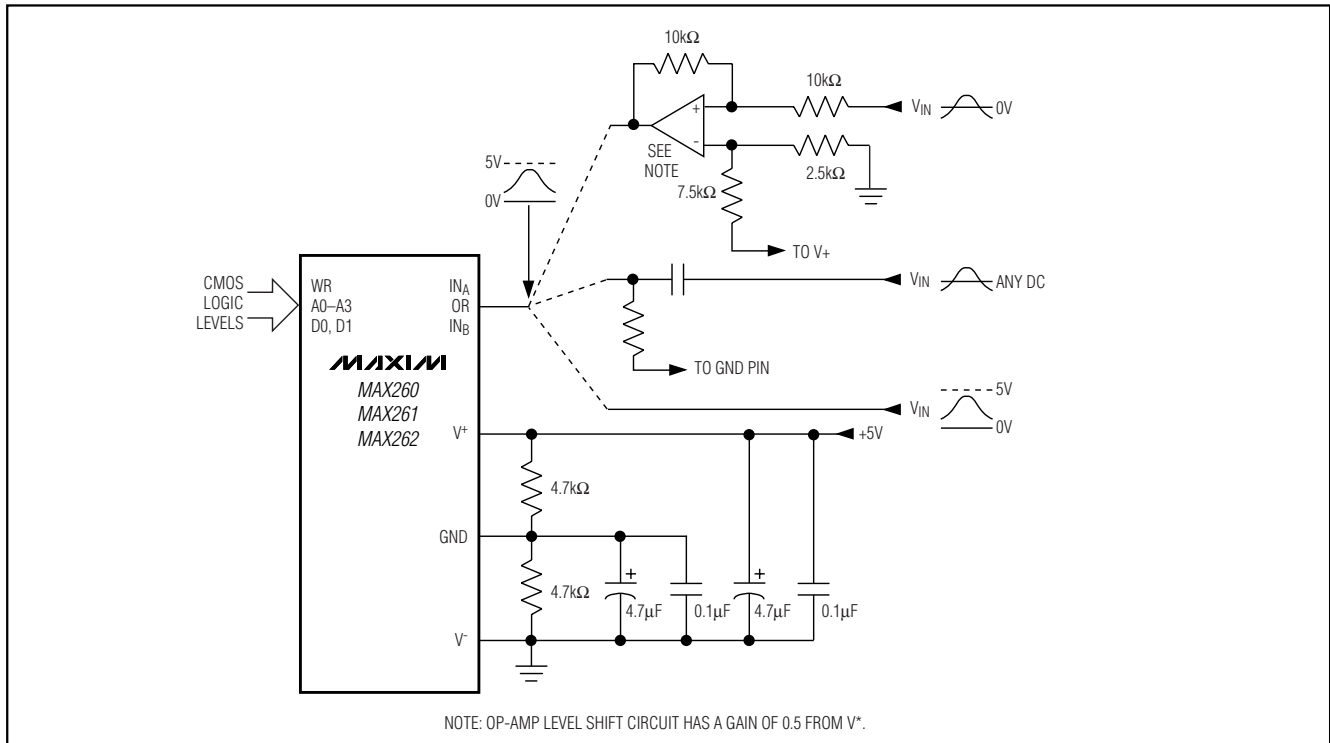 10kΩ
10kΩ
VIN
0V
+
-
SEE
NOTE
2.5kΩ
7.5kΩ
TO V+
5V
0V
VIN
ANY DC
TO GND PIN
VIN
5V
0V
CMOS
LOGIC
LEVELS
WR
A0–A3
D0, D1
INA
OR
INB
MAXIM
MAX260
MAX261
MAX262
V+
+5V
4.7kΩ
GND
4.7kΩ
+
4.7µF
0.1µF
+
4.7µF
0.1µF
V-
NOTE: OP-AMP LEVEL SHIFT CIRCUIT HAS A GAIN OF 0.5 FROM V*.